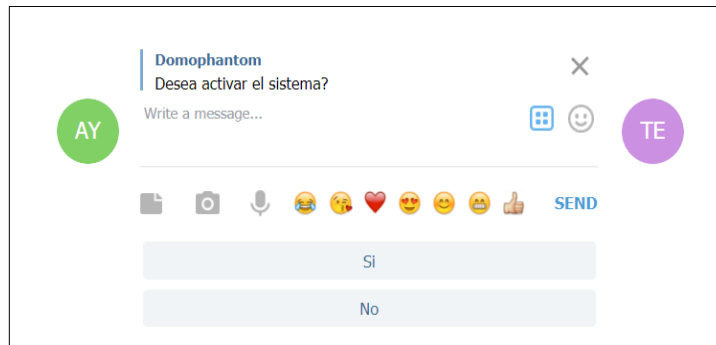 Domophantom
Desea activar el sistema?
Write a message...
AY
TE
SEND
Si
No